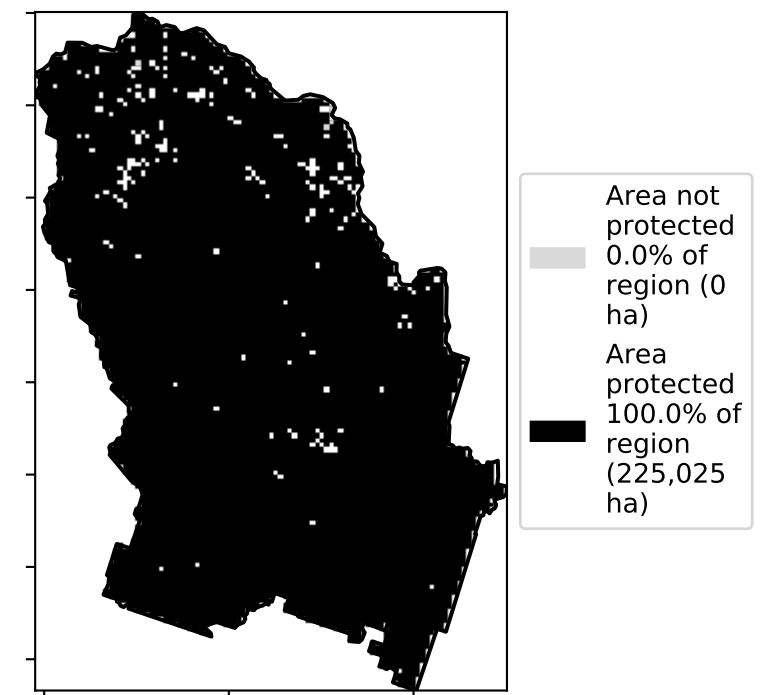 Area not
protected
0.0% of
region (0
ha)
Area
protected
100.0% of
region
(225,025
ha)